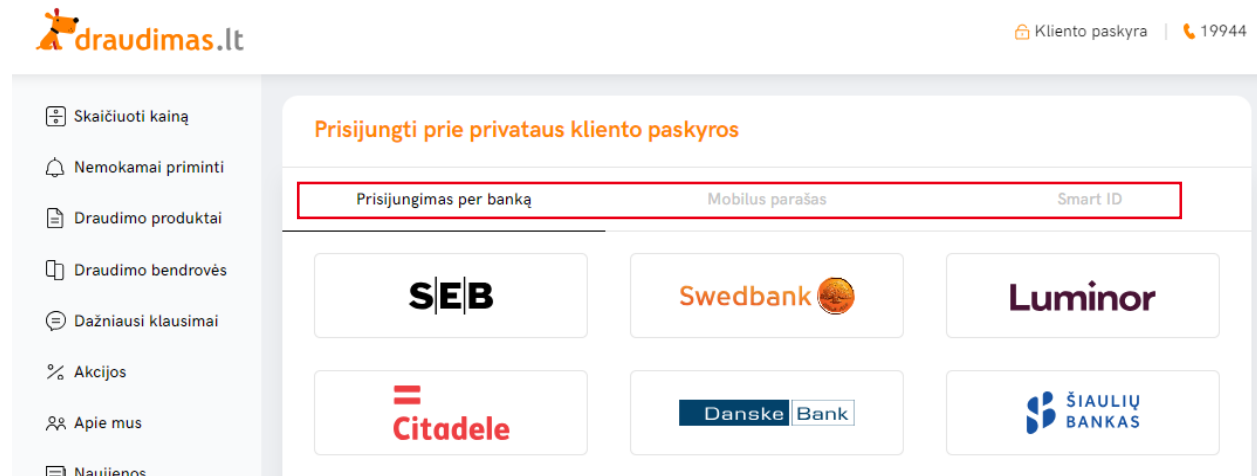 draudimas.lt
Kliento paskyra | 19944
Skaičiuoti kainą
Nemokamai priminti
Draudimo produktai
Draudimo bendrovės
Dažniausi klausimai
Akcijos
Apie mus
Naujienos
Prisijungti prie privataus kliento paskyros
Prisijungimas per banką Mobilus parašas Smart ID
SEB Swedbank Luminor
Citadele Danske Bank ŠIAULIŲ
BANKAS